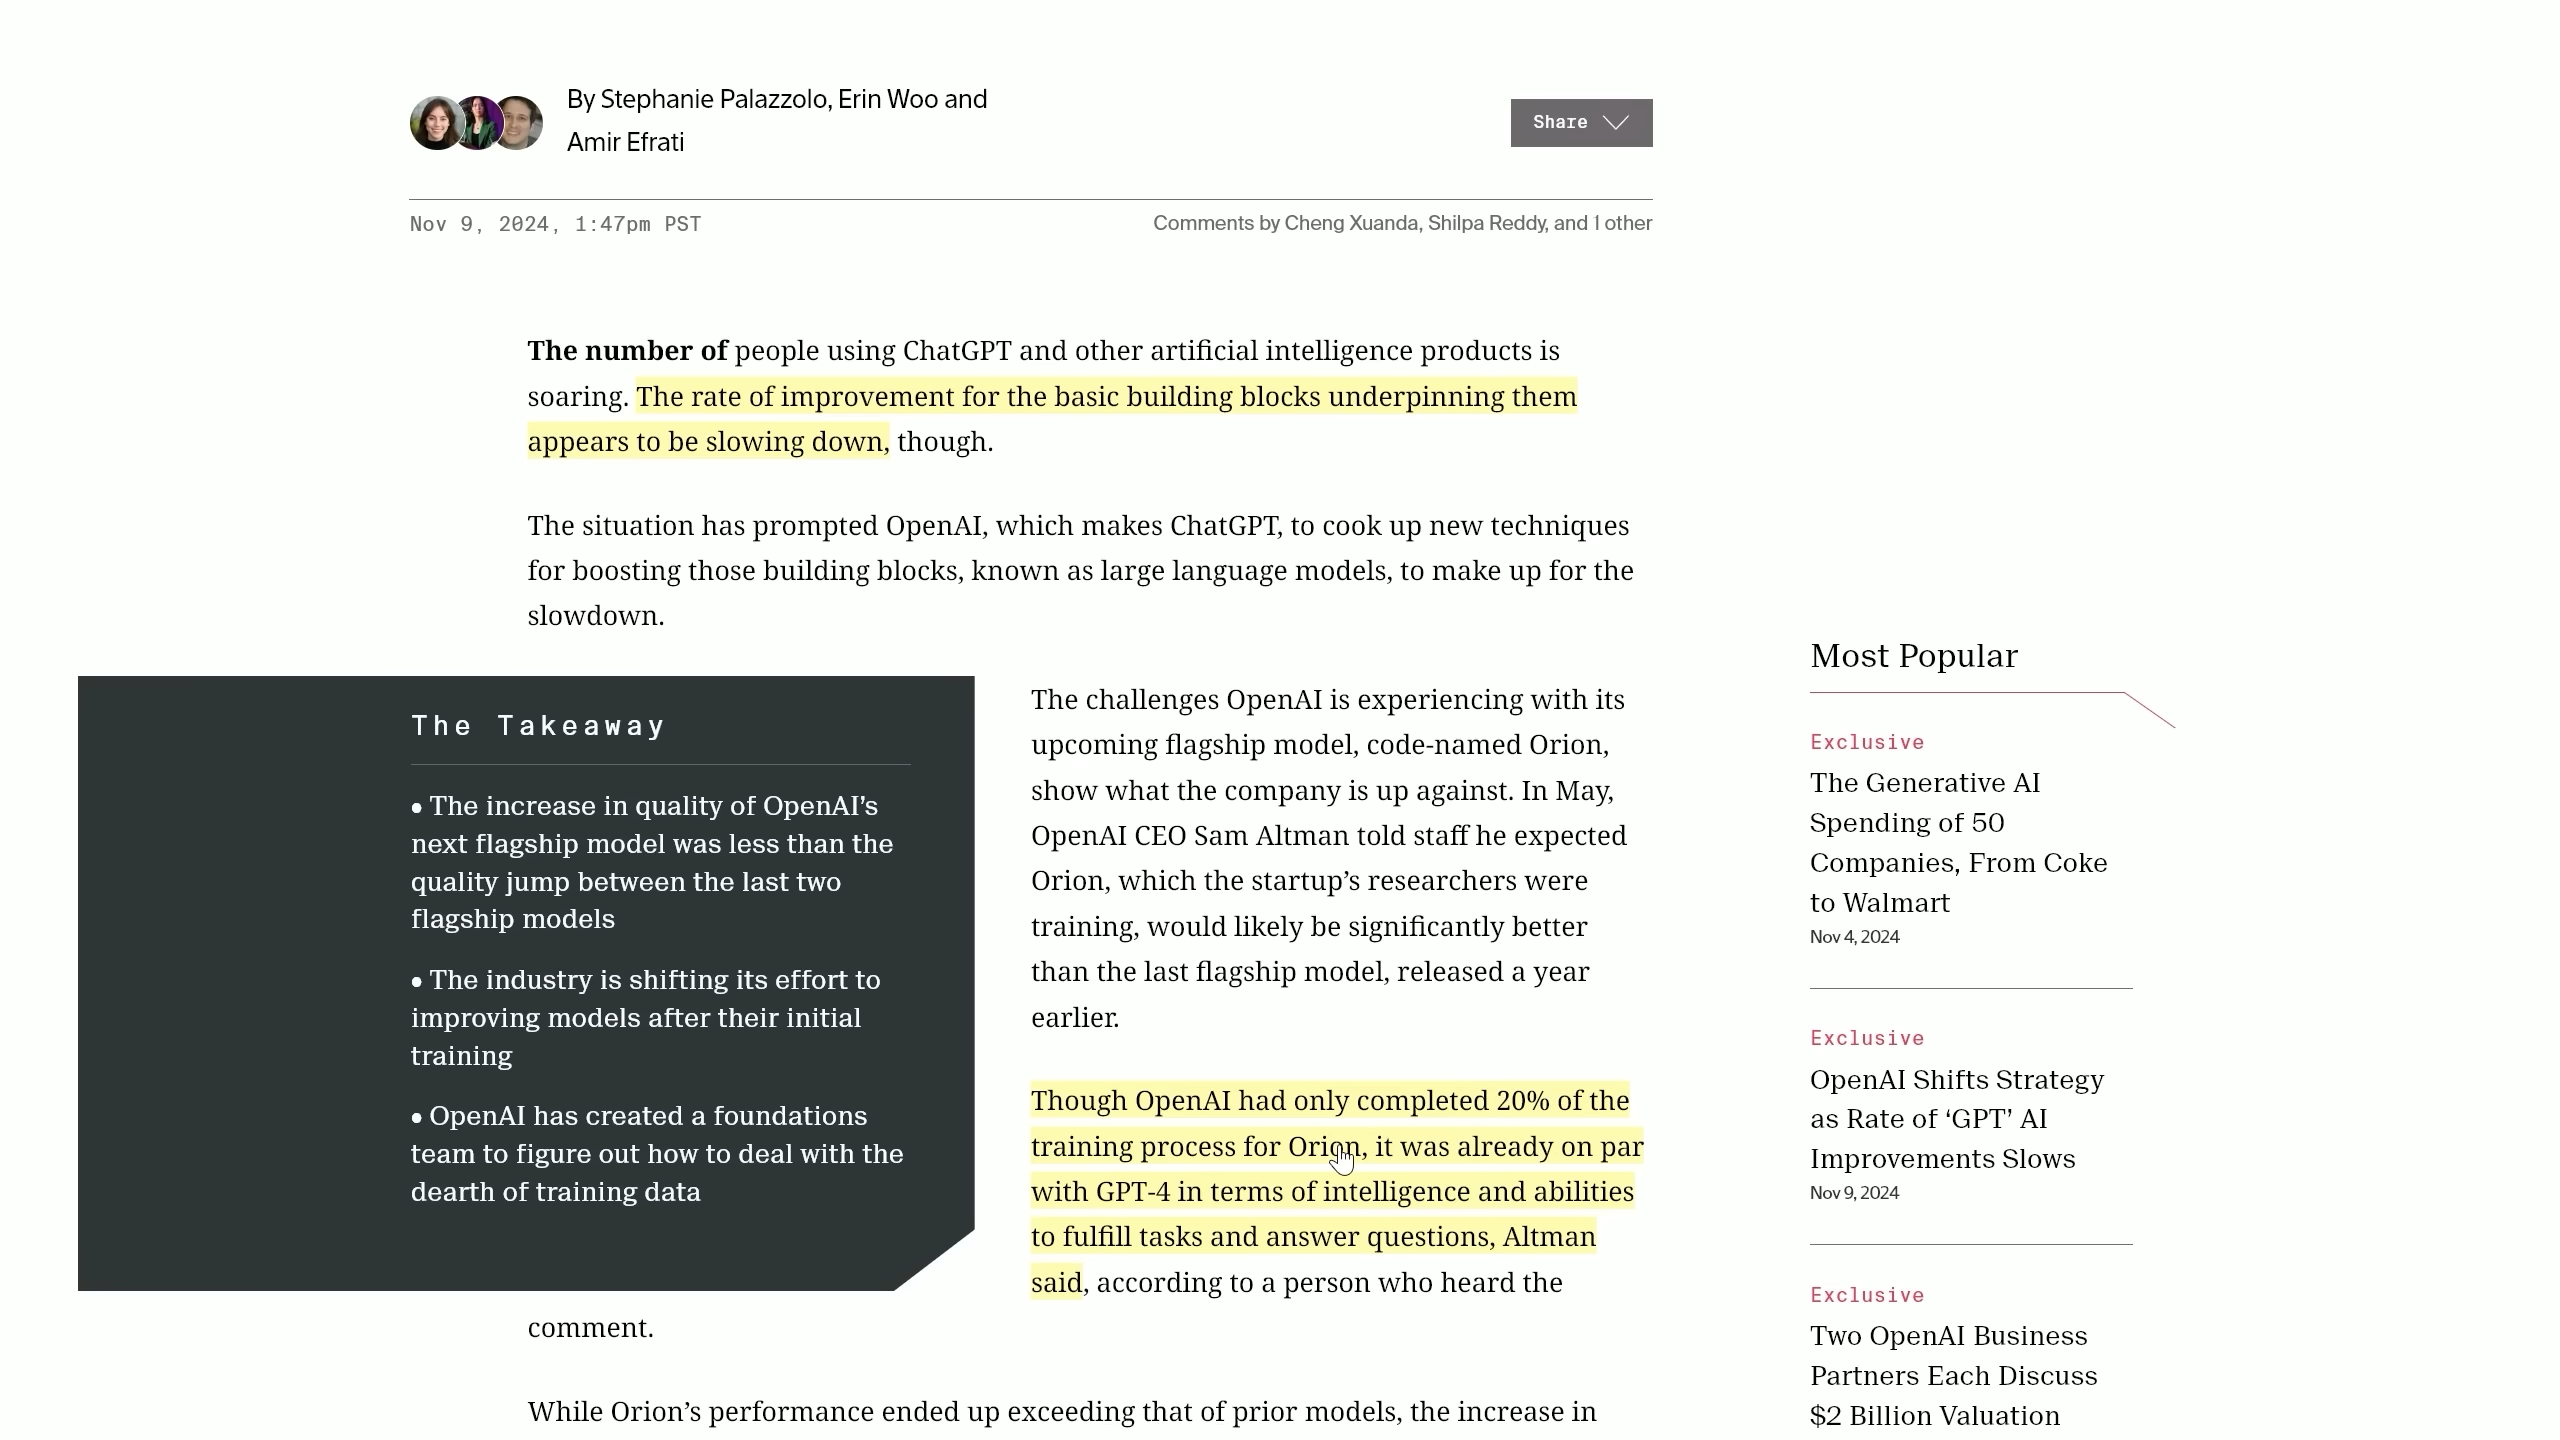 By Stephanie Palazzolo, Erin Woo and
Amir Efrati
Share
Nov 9, 2024, 1:47pm PST
Comments by Cheng Xuanda, Shilpa Reddy, and 1 other
The number of people using ChatGPT and other artificial intelligence products is
soaring. The rate of improvement for the basic building blocks underpinning them
appears to be slowing down, though.
The situation has prompted OpenAI, which makes ChatGPT, to cook up new techniques
for boosting those building blocks, known as large language models, to make up for the
slowdown.
The Takeaway
• The increase in quality of OpenAI’s
next flagship model was less than the
quality jump between the last two
flagship models
• The industry is shifting its effort to
improving models after their initial
training
• OpenAI has created a foundations
team to figure out how to deal with the
dearth of training data
The challenges OpenAI is experiencing with its
upcoming flagship model, code-named Orion,
show what the company is up against. In May,
OpenAI CEO Sam Altman told staff he expected
Orion, which the startup’s researchers were
training, would likely be significantly better
than the last flagship model, released a year
earlier.
Though OpenAI had only completed 20% of the
training process for Orion, it was already on par
with GPT-4 in terms of intelligence and abilities
to fulfill tasks and answer questions, Altman
said, according to a person who heard the
comment.
While Orion’s performance ended up exceeding that of prior models, the increase in
Most Popular
Exclusive
The Generative AI
Spending of 50
Companies, From Coke
to Walmart
Nov 4, 2024
Exclusive
OpenAI Shifts Strategy
as Rate of ‘GPT’ AI
Improvements Slows
Nov 9, 2024
Exclusive
Two OpenAI Business
Partners Each Discuss
$2 Billion Valuation